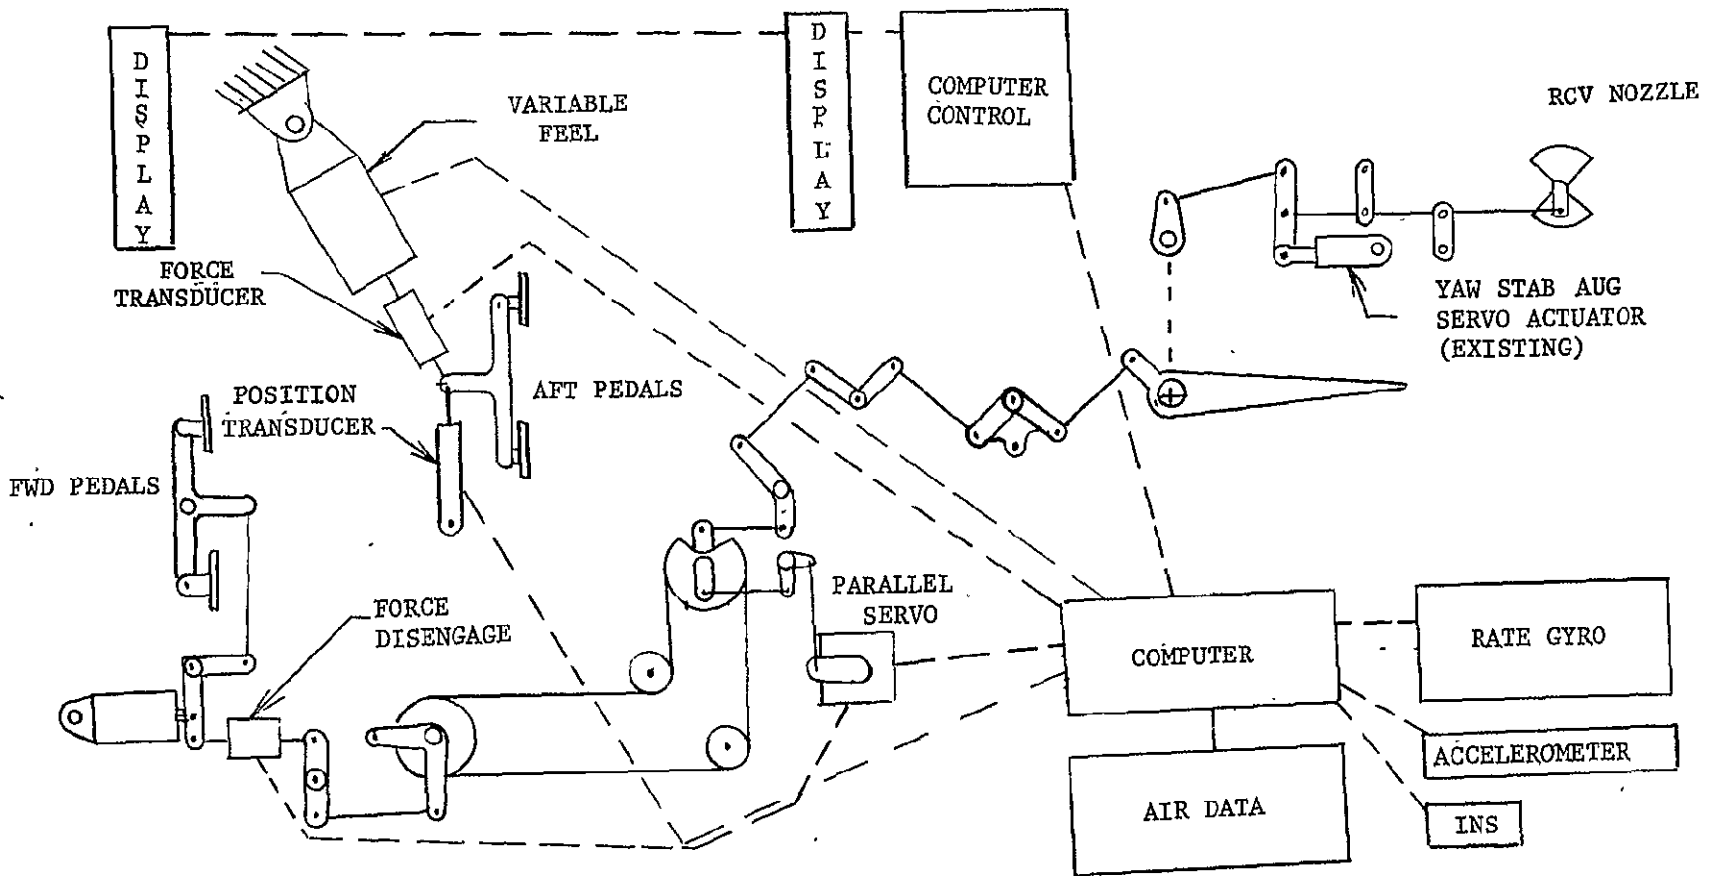 DISPLAY
DISPLAY
COMPUTER
CONTROL
VARIABLE
FEEL
RCV NOZZLE
FORCE
TRANSDUCER
YAW STAB AUG
SERVO ACTUATOR
(EXISTING)
POSITION
TRANSDUCER
AFT PEDALS
FWD PEDALS
FORCE
DISENGAGE
PARALLEL
SERVO
COMPUTER
RATE GYRO
ACCELEROMETER
AIR DATA
INS